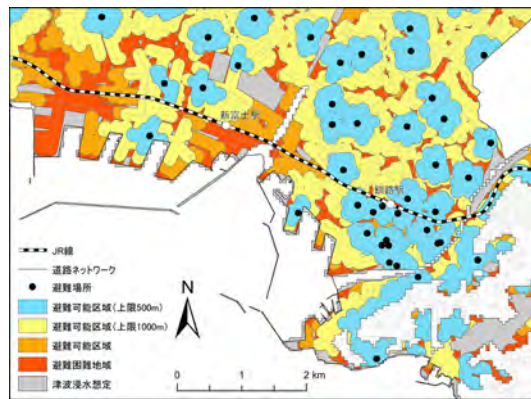 新富士駅
釧路駅
JR線
道路ネットワーク
避難場所
避難可能区域(上限500m)
避難可能区域(上限1000m)
避難可能区域
避難困難地域
津波浸水想定
N
0 1 2 km